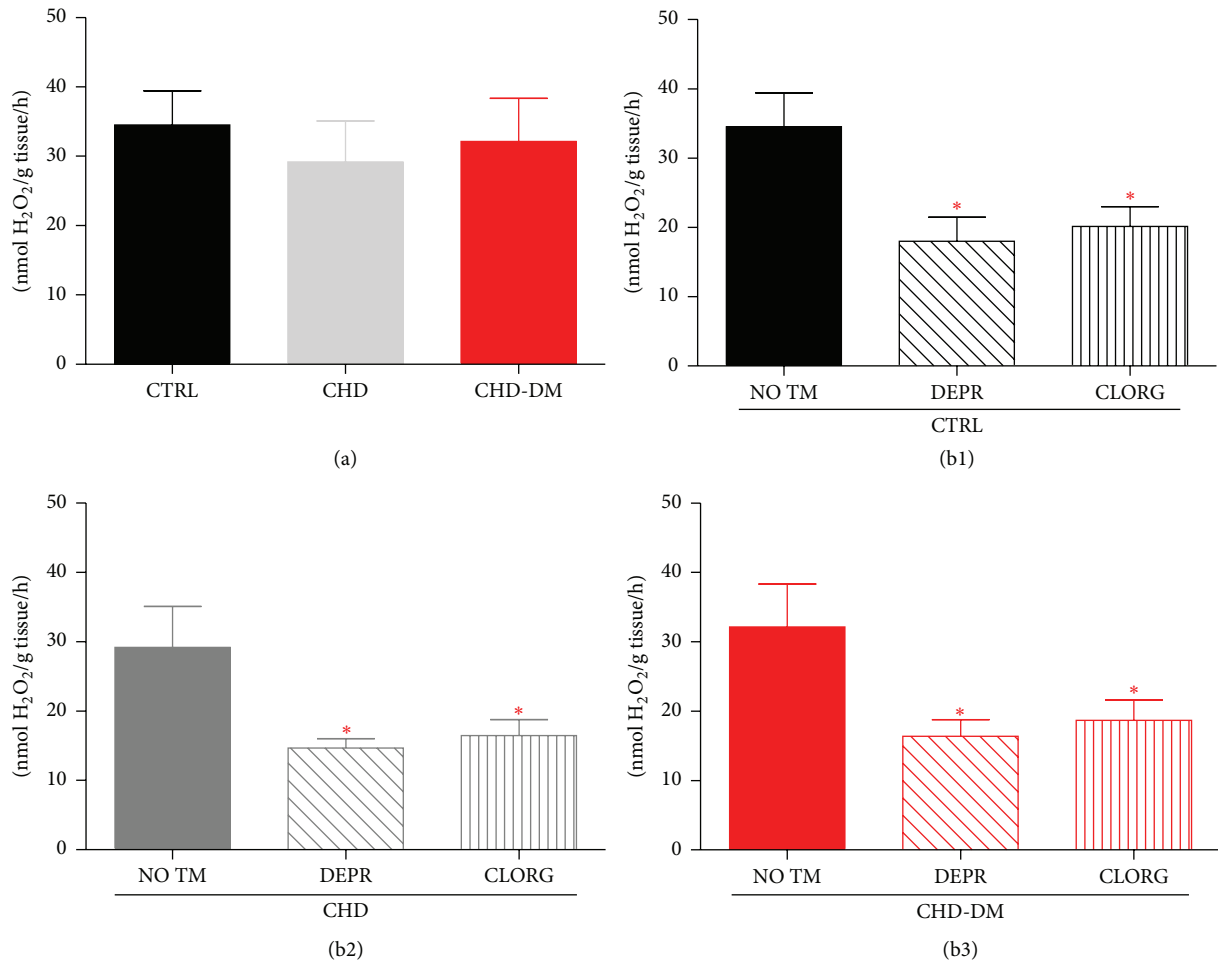 50
40
30
20
10
0
(nmol H₂O₂/g tissue/h)
CTRL CHD CHD-DM
(a)
50
40
30
20
10
0
(nmol H₂O₂/g tissue/h)
* *
NO TM DEPR CLORG
CTRL
(b1)
50
40
30
20
10
0
(nmol H₂O₂/g tissue/h)
* *
NO TM DEPR CLORG
CHD
(b2)
50
40
30
20
10
0
(nmol H₂O₂/g tissue/h)
* *
NO TM DEPR CLORG
CHD-DM
(b3)